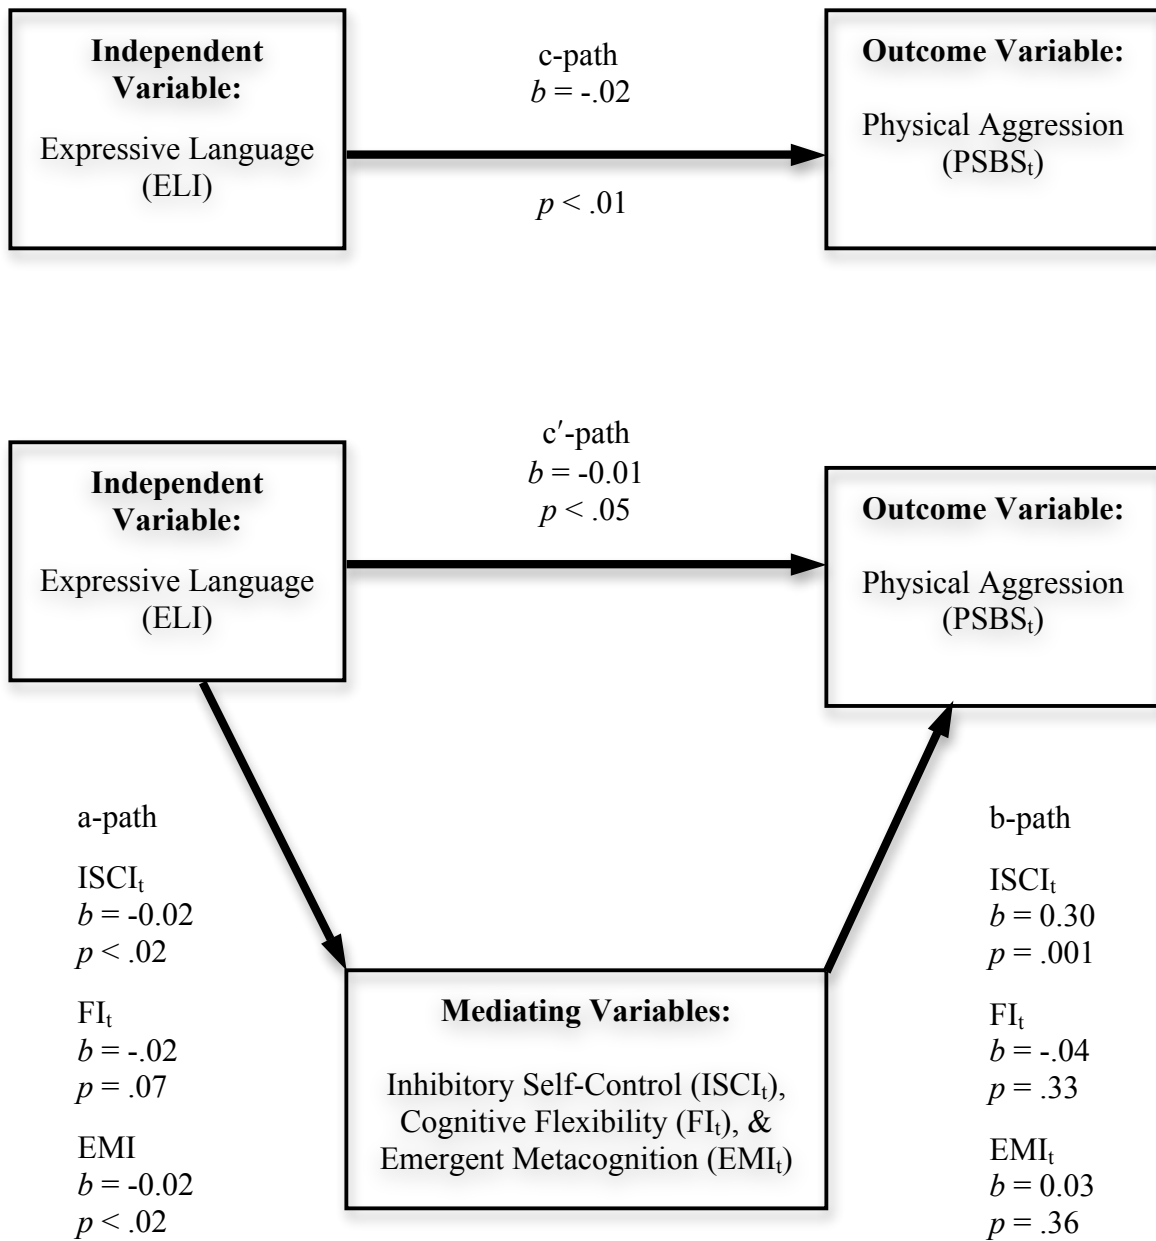 Independent
Variable:
Expressive Language
(ELI)
c-path
b = -.02
p < .01
Outcome Variable:
Physical Aggression
(PSBSt)
Independent
Variable:
Expressive Language
(ELI)
c′-path
b = -0.01
p < .05
Outcome Variable:
Physical Aggression
(PSBSt)
a-path
ISCIt
b = -0.02
p < .02
FIt
b = -.02
p = .07
EMI
b = -0.02
p < .02
Mediating Variables:
Inhibitory Self-Control (ISCIt),
Cognitive Flexibility (FIt), &
Emergent Metacognition (EMIt)
b-path
ISCIt
b = 0.30
p = .001
FIt
b = -.04
p = .33
EMIt
b = 0.03
p = .36